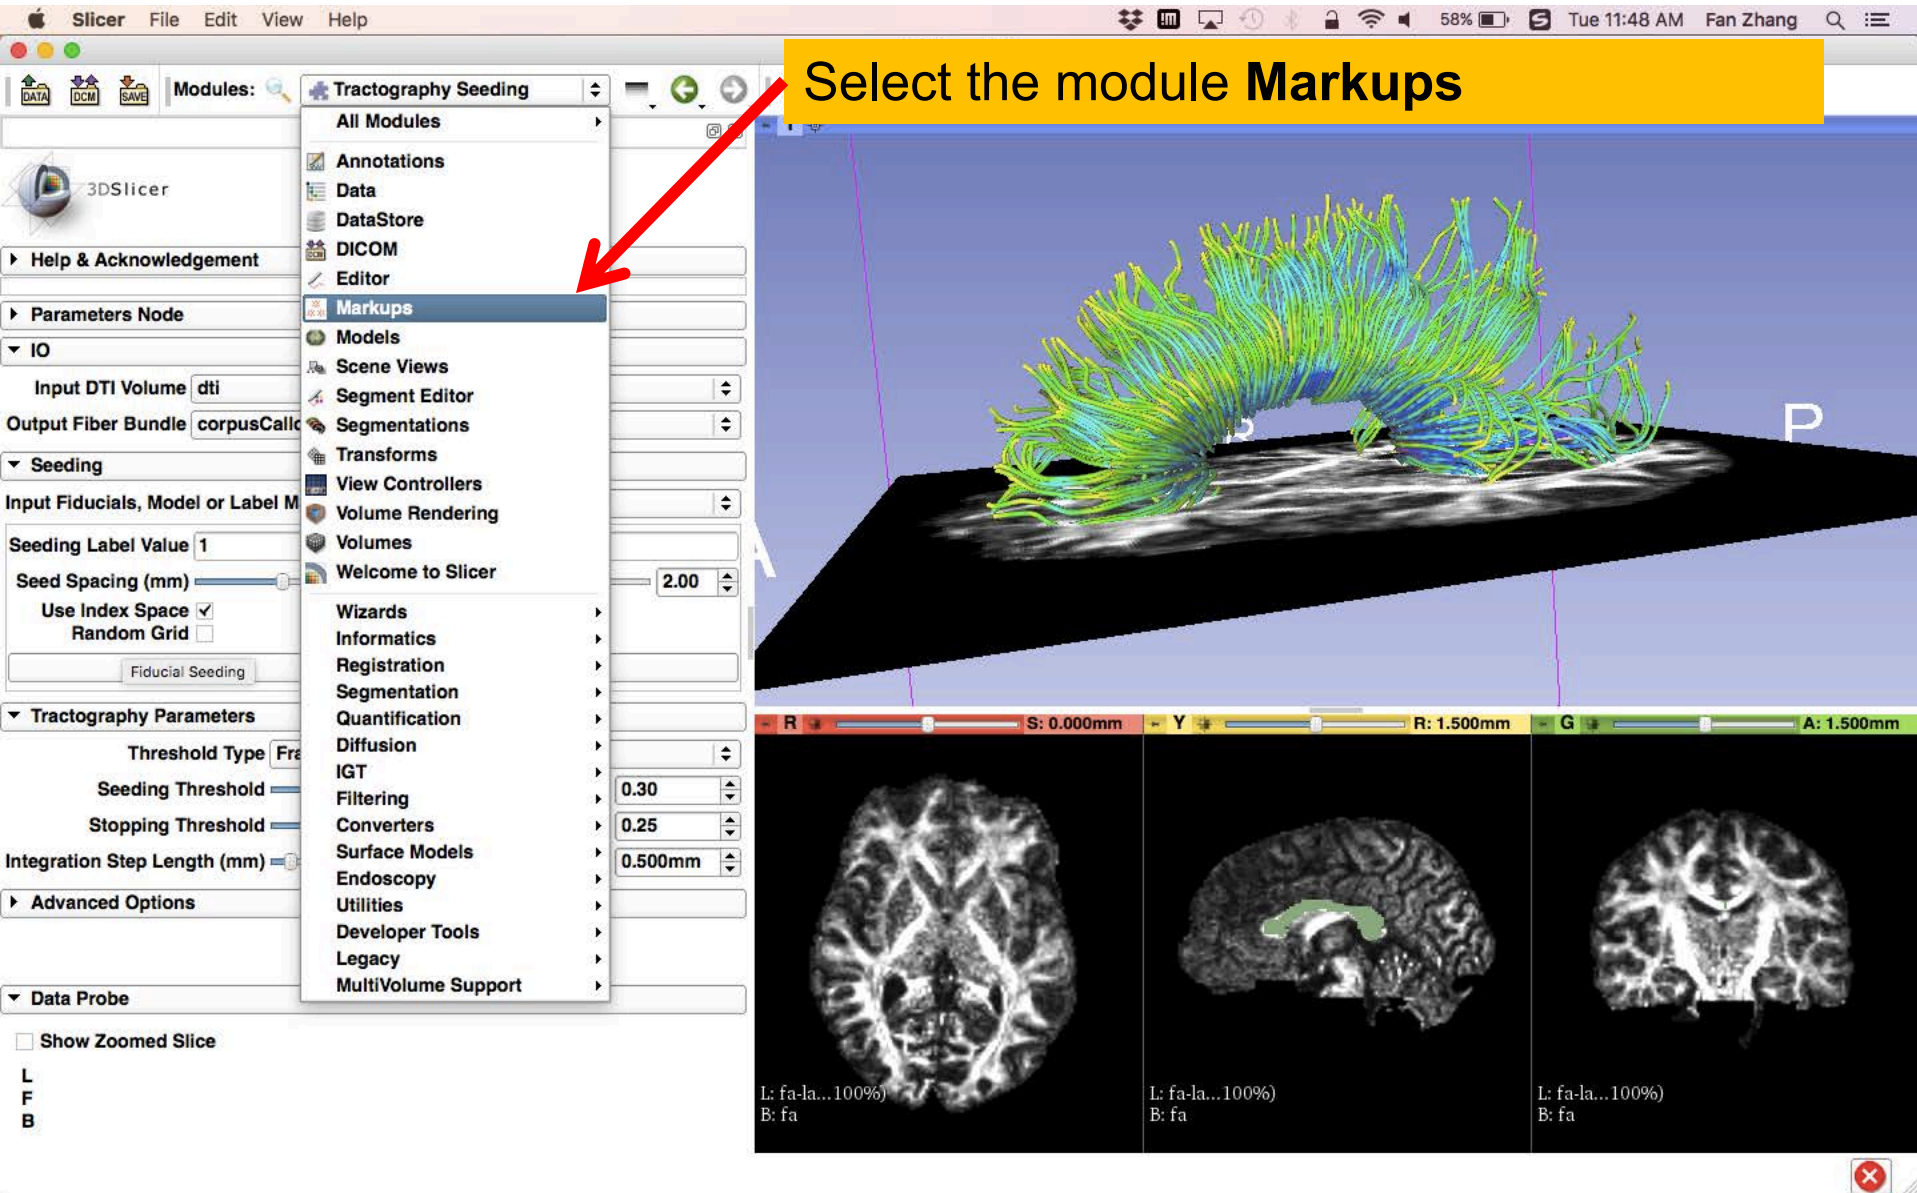 Slicer File Edit View Help 58% Tue 11:48 AM Fan Zhang
Select the module Markups
DATA DCM SAVE Modules: Tractography Seeding
All Modules
Annotations
Data
DataStore
DICOM
Editor
Markups
Models
Scene Views
Segment Editor
Segmentations
Transforms
View Controllers
Volume Rendering
Volumes
Welcome to Slicer
Wizards
Informatics
Registration
Segmentation
Quantification
Diffusion
IGT
Filtering
Converters
Surface Models
Endoscopy
Utilities
Developer Tools
Legacy
MultiVolume Support
3DSlicer
Help & Acknowledgement
Parameters Node
IO
Input DTI Volume dti
Output Fiber Bundle corpusCallo
Seeding
Input Fiducials, Model or Label M
Seeding Label Value 1
Seed Spacing (mm) 2.00
Use Index Space
Random Grid
Fiducial Seeding
Tractography Parameters
Threshold Type Fra
Seeding Threshold 0.30
Stopping Threshold 0.25
Integration Step Length (mm) 0.500mm
Advanced Options
Data Probe
Show Zoomed Slice
L
F
B
R
P
A
R S: 0.000mm Y R: 1.500mm G A: 1.500mm
L: fa-la...100%)
B: fa
L: fa-la...100%)
B: fa
L: fa-la...100%)
B: fa